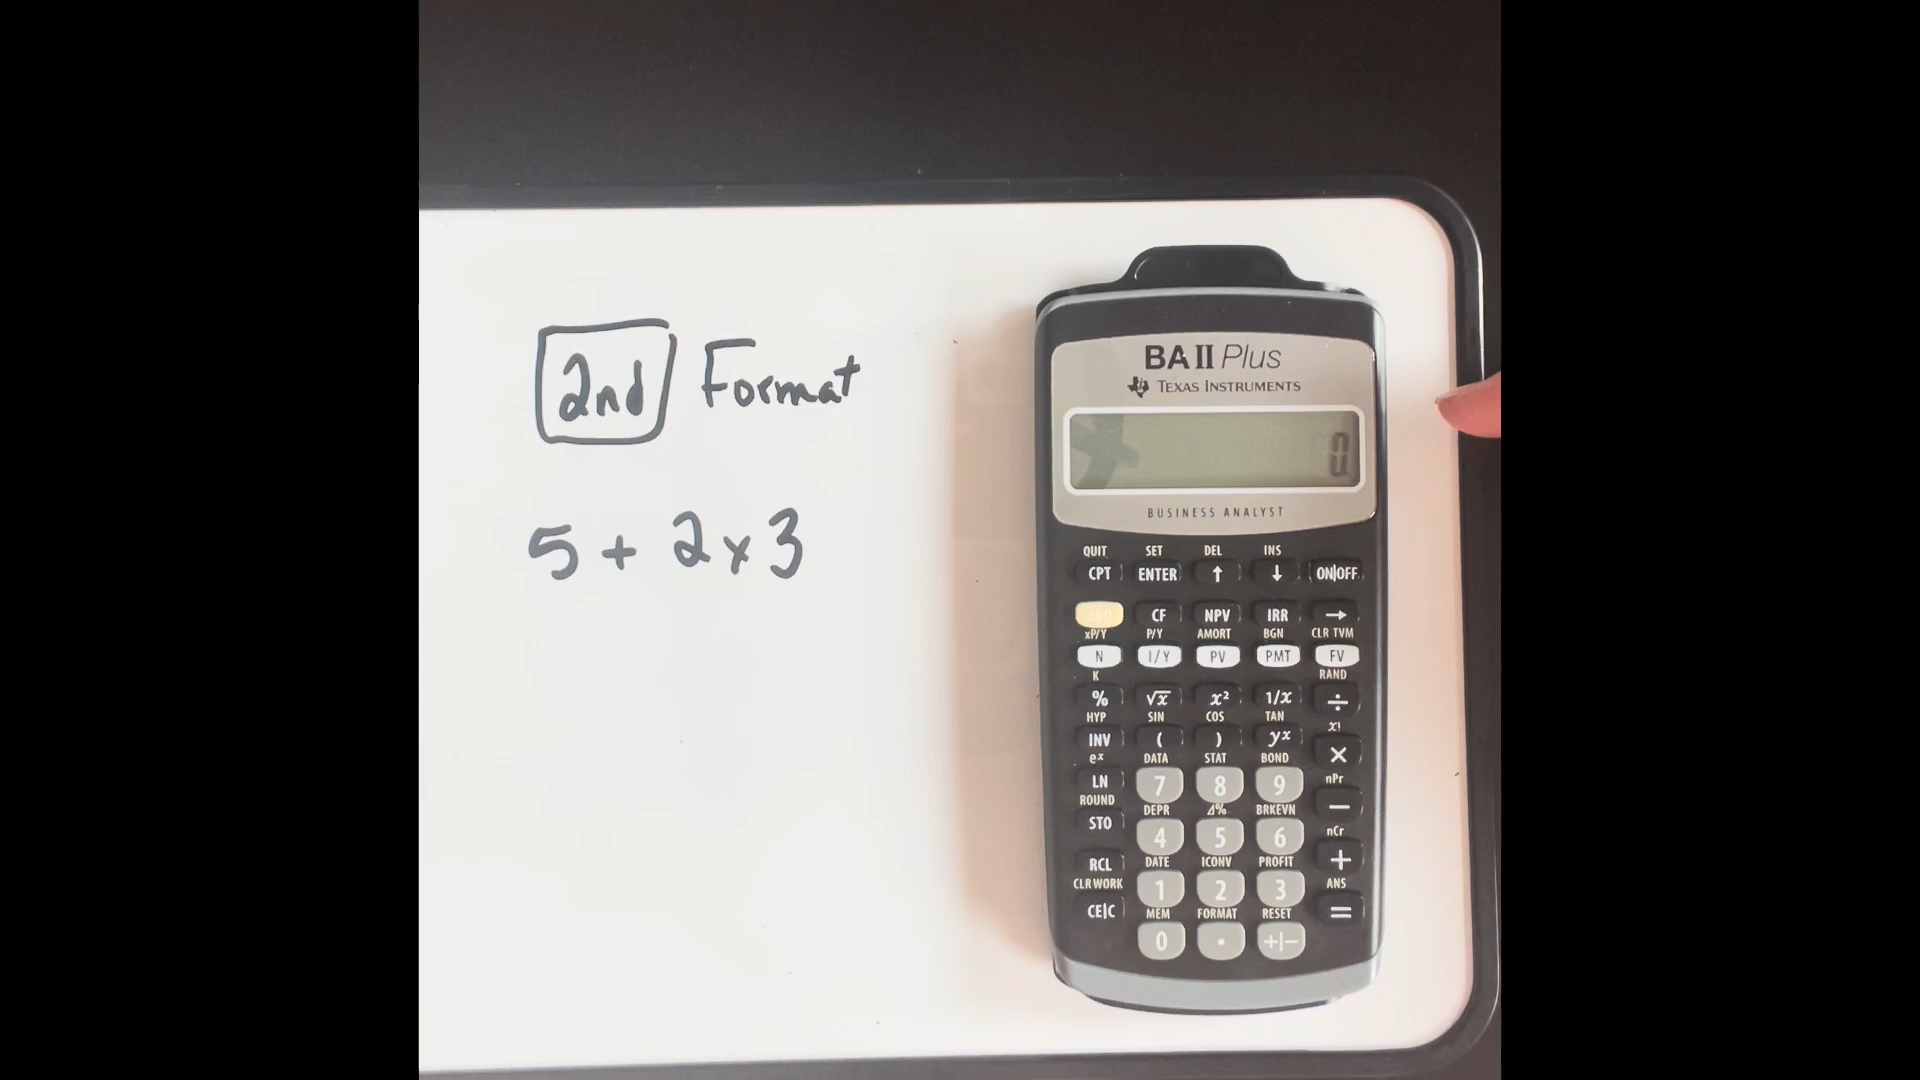 2nd Format
5 + 2 x 3
BA II Plus
TEXAS INSTRUMENTS
0
BUSINESS ANALYST
QUIT SET DEL INS
CPT ENTER ↑ ↓ ON|OFF
CF NPV IRR →
xP/Y P/Y AMORT BGN CLR TVM
N I/Y PV PMT FV
K RAND
% √x x² 1/x ÷
HYP SIN COS TAN x!
INV ( ) yˣ ×
eˣ DATA STAT BOND nPr
LN 7 8 9 −
ROUND DEPR Δ% BRKEVN nCr
STO 4 5 6 +
DATE ICONV PROFIT ANS
RCL 1 2 3 =
CLR WORK MEM FORMAT RESET
CE|C 0 . +|−